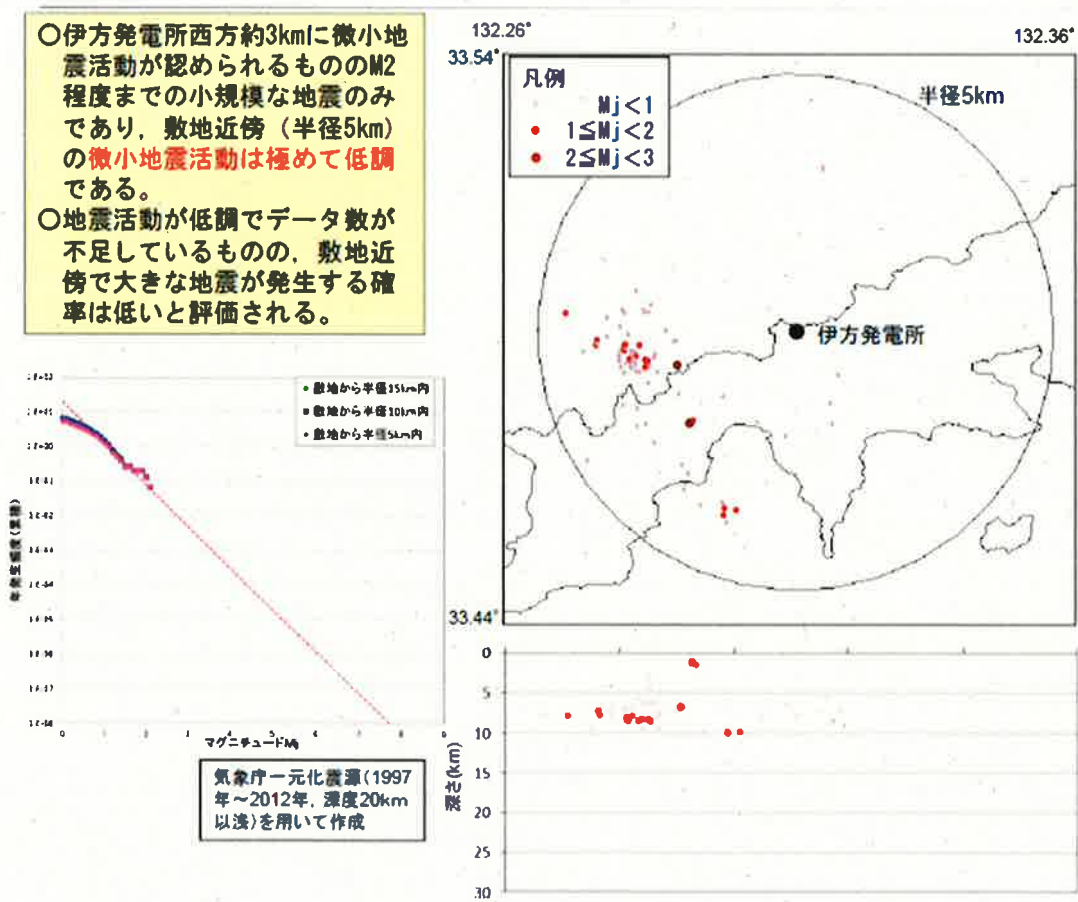 ○伊方発電所西方約3kmに微小地
震活動が認められるもののM2
程度までの小規模な地震のみ
であり，敷地近傍（半径5km）
の微小地震活動は極めて低調
である。
○地震活動が低調でデータ数が
不足しているものの，敷地近
傍で大きな地震が発生する確
率は低いと評価される。
132.26°
132.36°
33.54°
凡例
Mj<1
1≦Mj<2
2≦Mj<3
半径5km
伊方発電所
33.44°
敷地から半径10km内
敷地から半径5km内
0 1 2 3 4 5 6 7 8 9
マグニチュードMj
気象庁一元化震源(1997
年～2012年，深度20km
以浅)を用いて作成
深さ(km)
0
5
10
15
20
25
30